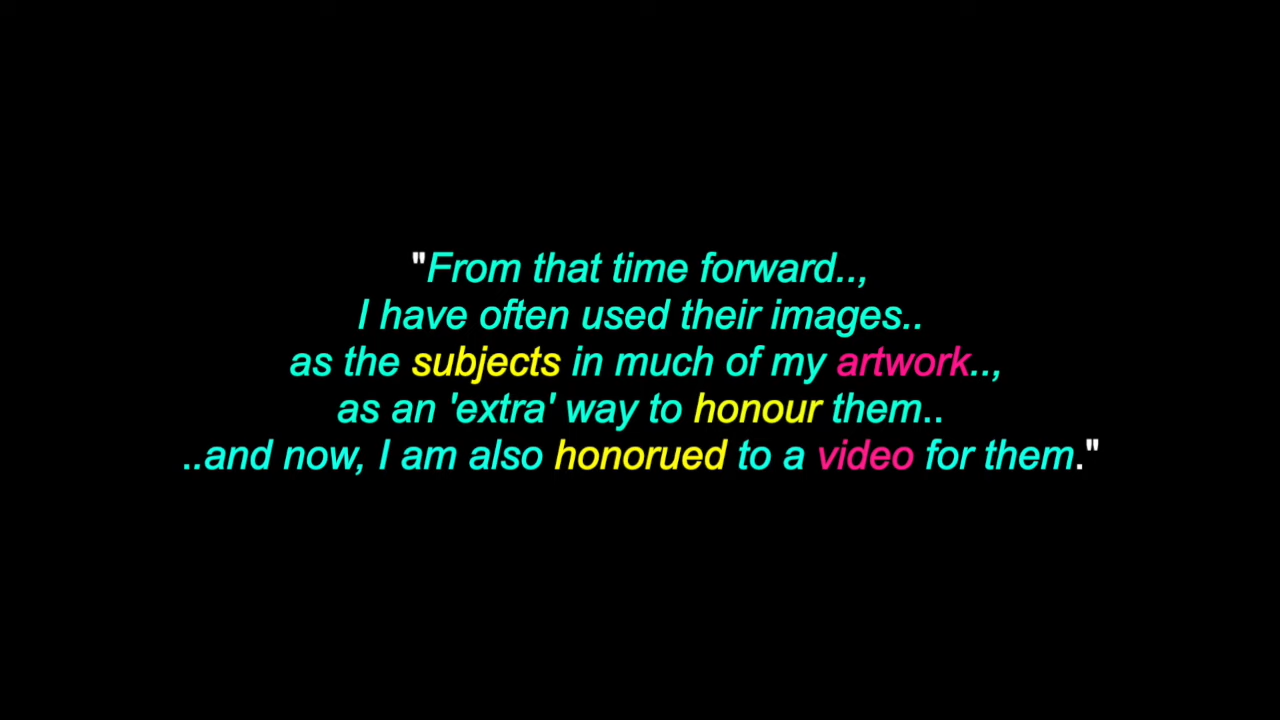 "From that time forward..,
I have often used their images..
as the subjects in much of my artwork..,
as an 'extra' way to honour them..
..and now, I am also honorued to a video for them."